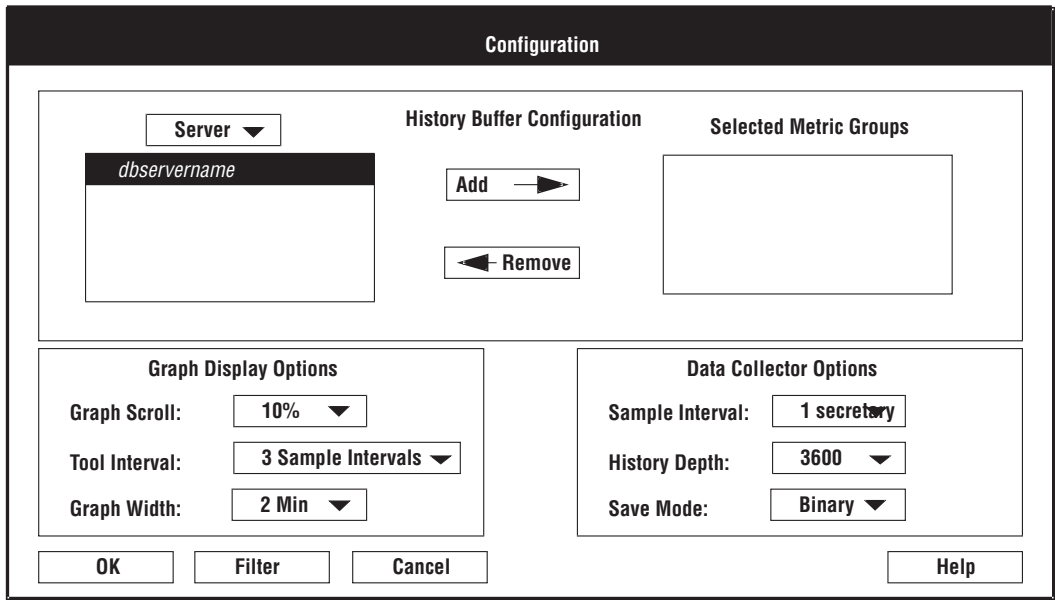 Configuration
Server
History Buffer Configuration
Selected Metric Groups
dbservername
Add
Remove
Graph Display Options
Graph Scroll: 10%
Tool Interval: 3 Sample Intervals
Graph Width: 2 Min
Data Collector Options
Sample Interval: 1 secretary
History Depth: 3600
Save Mode: Binary
OK
Filter
Cancel
Help